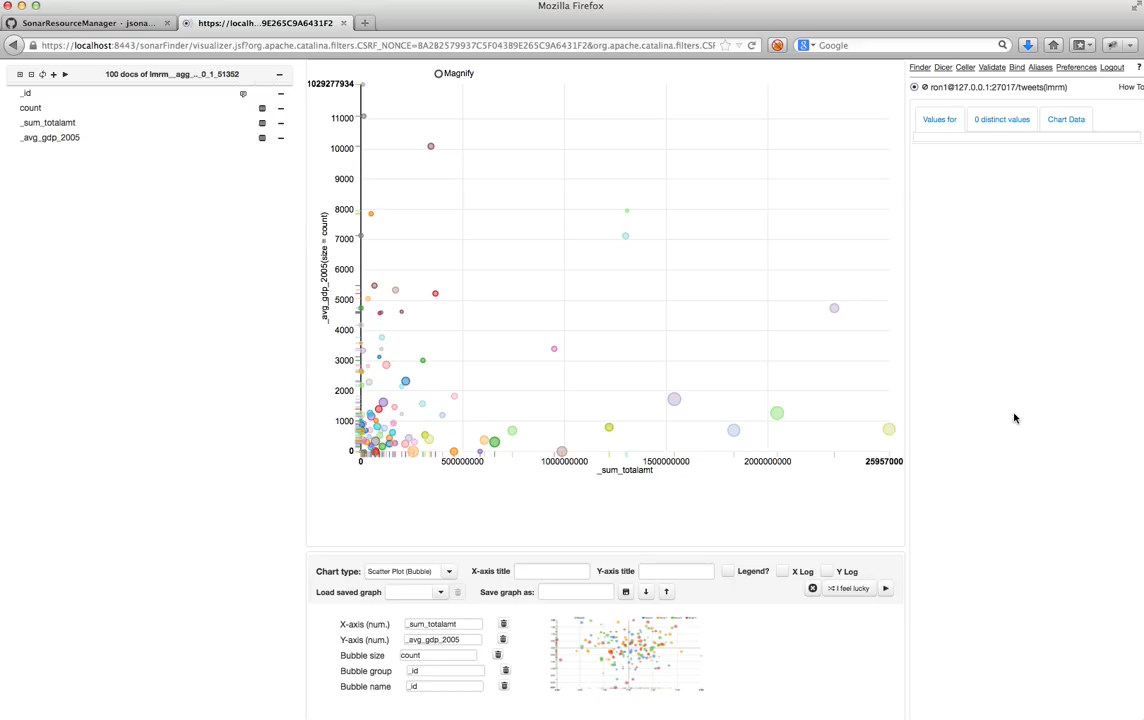 Mozilla Firefox
SonarResourceManager · jsona... ×
https://localh...9E265C9A6431F2 ×
https://localhost:8443/sonarFinder/visualizer.jsf?org.apache.catalina.filters.CSRF_NONCE=8A2B2579937C5F043B9E265C9A6431F2&org.apache.catalina.filters.CSF
Google
100 docs of lmrm__agg_.._0_1_51352
_id
count
_sum_totalamt
_avg_gdp_2005
Magnify
1029277934
11000
10000
9000
8000
7000
6000
5000
4000
3000
2000
1000
0
_avg_gdp_2005(size = count)
0
500000000
1000000000
1500000000
2000000000
25957000
_sum_totalamt
Finder Dicer Celler Validate Bind Aliases Preferences Logout ?
ron1@127.0.0.1:27017/tweets(lmrm)
How To
Values for
0 distinct values
Chart Data
Chart type: Scatter Plot (Bubble) X-axis title Y-axis title Legend? X Log Y Log
Load saved graph Save graph as: I feel lucky
X-axis (num.) _sum_totalamt
Y-axis (num.) _avg_gdp_2005
Bubble size count
Bubble group _id
Bubble name _id